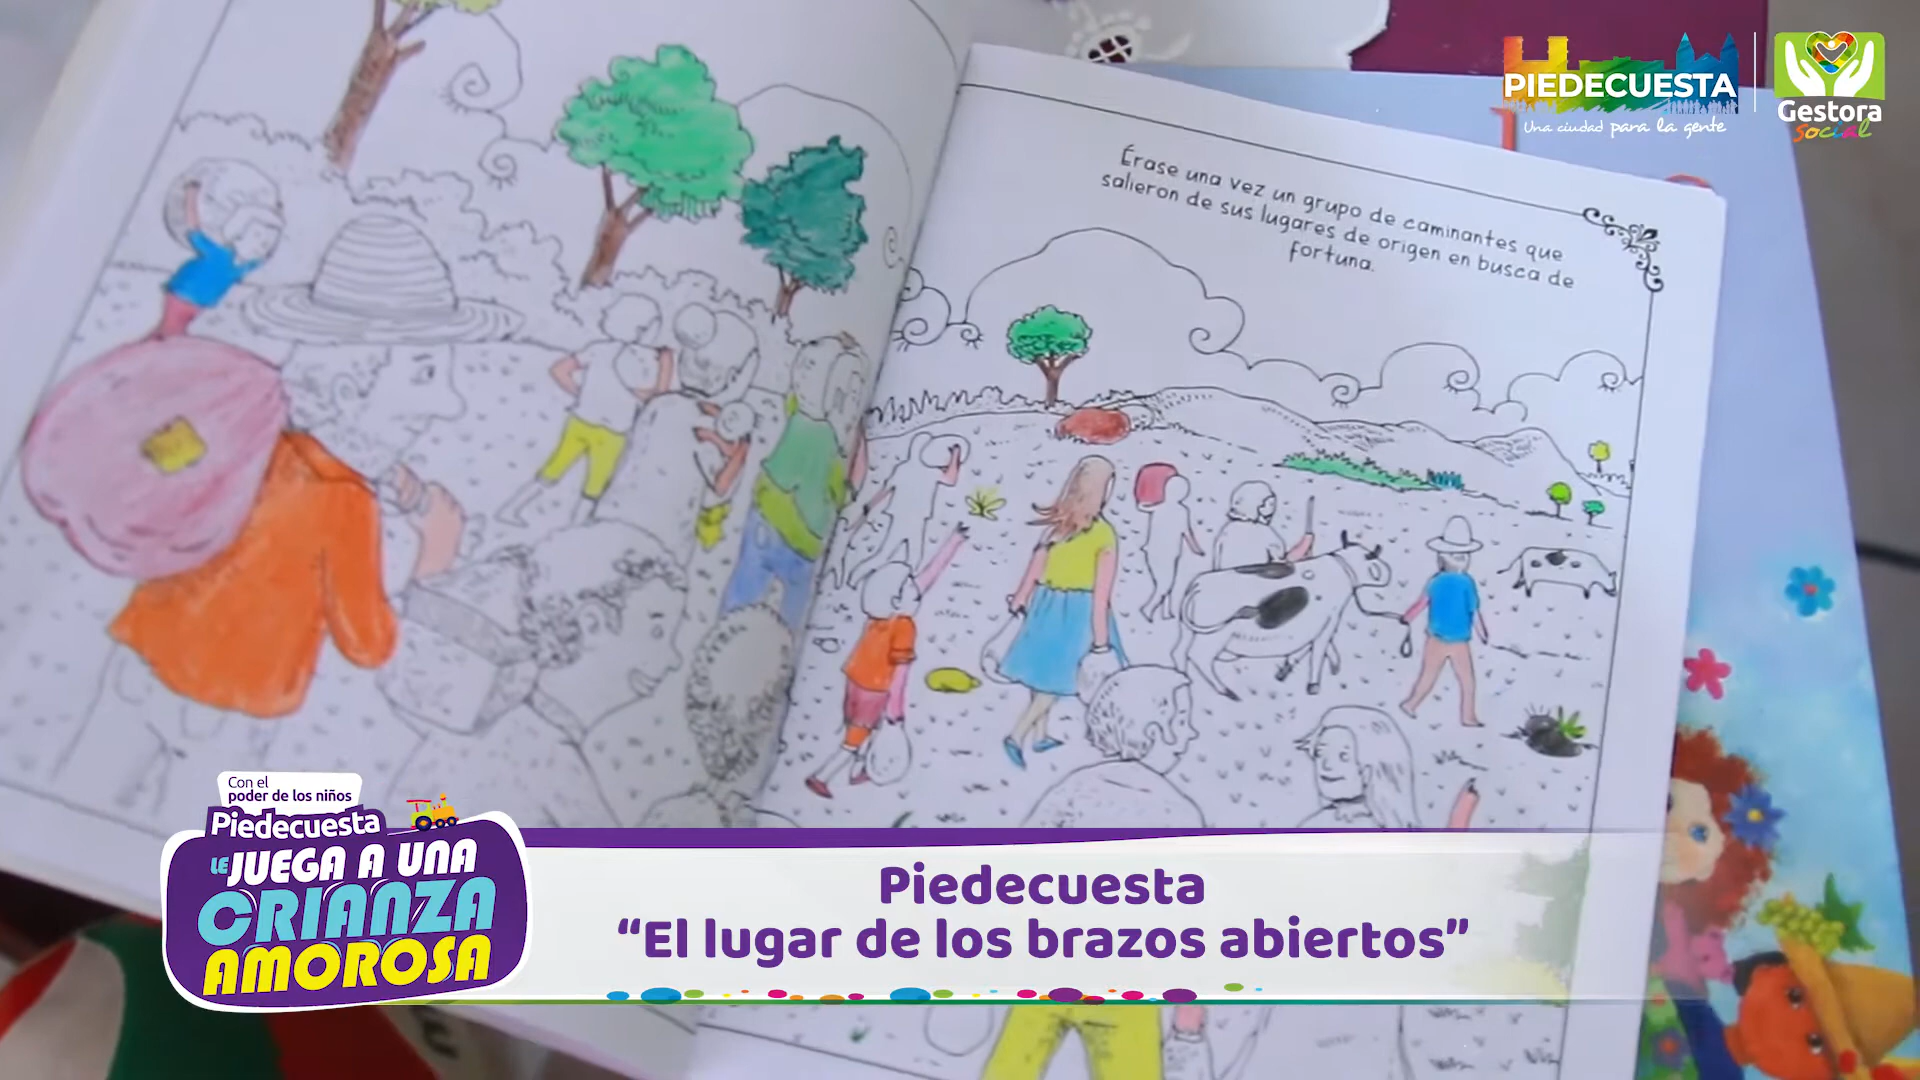 PIEDECUESTA
Una ciudad para la gente
Gestora
social
Érase una vez un grupo de caminantes que
salieron de sus lugares de origen en busca de
fortuna.
Con el
poder de los niños
Piedecuesta
LE JUEGA A UNA
CRIANZA
AMOROSA
Piedecuesta
“El lugar de los brazos abiertos”